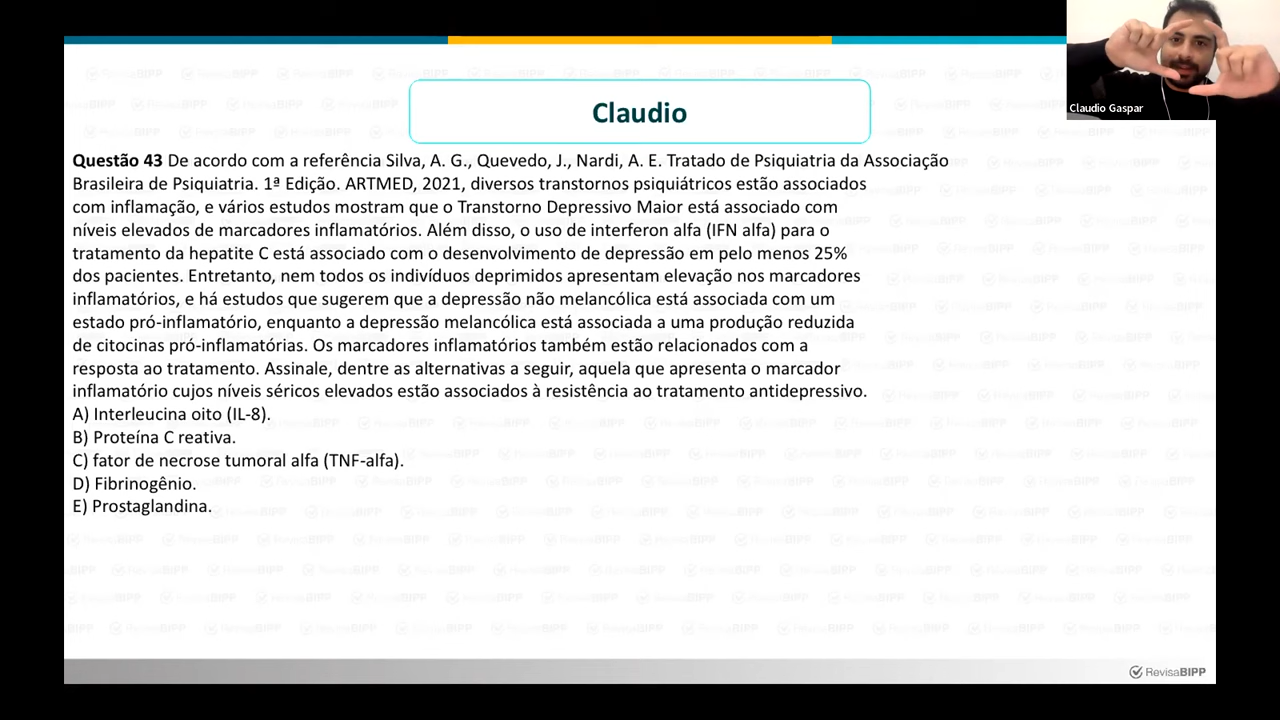 Claudio
Claudio Gaspar
Questão 43 De acordo com a referência Silva, A. G., Quevedo, J., Nardi, A. E. Tratado de Psiquiatria da Associação
Brasileira de Psiquiatria. 1ª Edição. ARTMED, 2021, diversos transtornos psiquiátricos estão associados
com inflamação, e vários estudos mostram que o Transtorno Depressivo Maior está associado com
níveis elevados de marcadores inflamatórios. Além disso, o uso de interferon alfa (IFN alfa) para o
tratamento da hepatite C está associado com o desenvolvimento de depressão em pelo menos 25%
dos pacientes. Entretanto, nem todos os indivíduos deprimidos apresentam elevação nos marcadores
inflamatórios, e há estudos que sugerem que a depressão não melancólica está associada com um
estado pró-inflamatório, enquanto a depressão melancólica está associada a uma produção reduzida
de citocinas pró-inflamatórias. Os marcadores inflamatórios também estão relacionados com a
resposta ao tratamento. Assinale, dentre as alternativas a seguir, aquela que apresenta o marcador
inflamatório cujos níveis séricos elevados estão associados à resistência ao tratamento antidepressivo.
A) Interleucina oito (IL-8).
B) Proteína C reativa.
C) fator de necrose tumoral alfa (TNF-alfa).
D) Fibrinogênio.
E) Prostaglandina.
RevisaBIPP